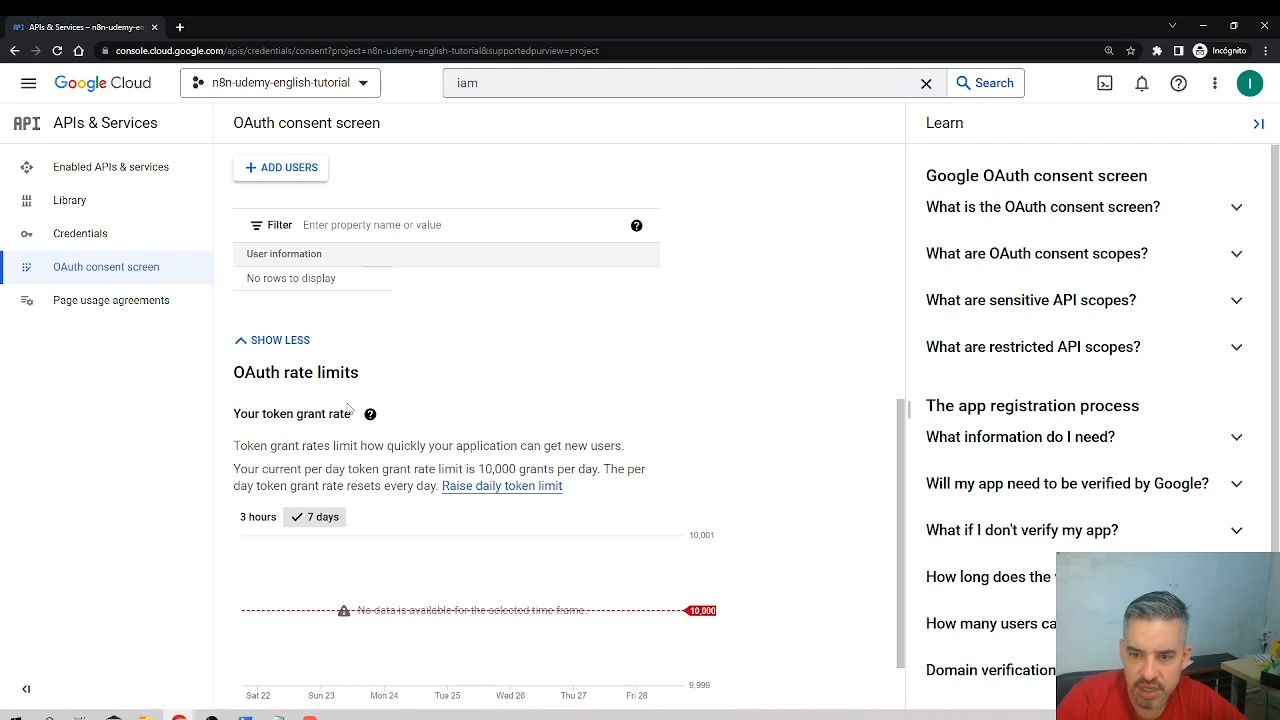 API APIs & Services – n8n-udemy-en
console.cloud.google.com/apis/credentials/consent?project=n8n-udemy-english-tutorial&supportedpurview=project
Incógnito
Google Cloud
n8n-udemy-english-tutorial
iam
Search
I
API APIs & Services
OAuth consent screen
Learn
Enabled APIs & services
Library
Credentials
OAuth consent screen
Page usage agreements
ADD USERS
Filter Enter property name or value
User information
No rows to display
SHOW LESS
OAuth rate limits
Your token grant rate
Token grant rates limit how quickly your application can get new users.
Your current per day token grant rate limit is 10,000 grants per day. The per
day token grant rate resets every day. Raise daily token limit
3 hours 7 days
10,001
No data is available for the selected time frame.
10,000
9,999
Sat 22 Sun 23 Mon 24 Tue 25 Wed 26 Thu 27 Fri 28
Google OAuth consent screen
What is the OAuth consent screen?
What are OAuth consent scopes?
What are sensitive API scopes?
What are restricted API scopes?
The app registration process
What information do I need?
Will my app need to be verified by Google?
What if I don't verify my app?
How long does the
How many users ca
Domain verification